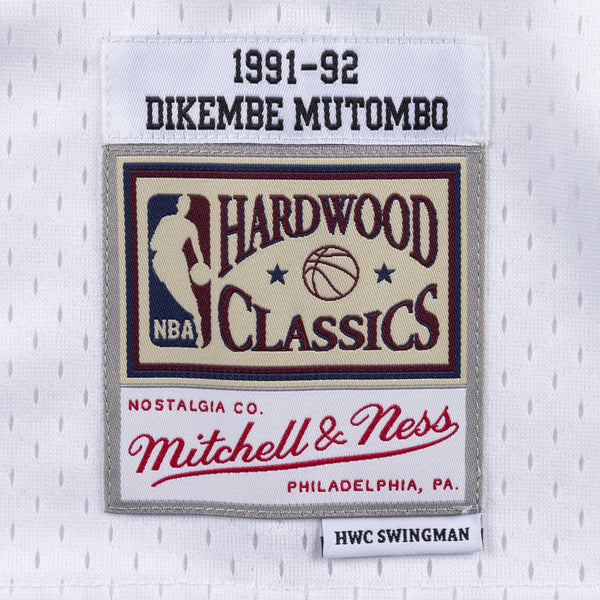 1991-92
DIKEMBE MUTOMBO
HARDWOOD
CLASSICS
NBA
NOSTALGIA CO.
Mitchell & Ness
PHILADELPHIA, PA.
HWC SWINGMAN